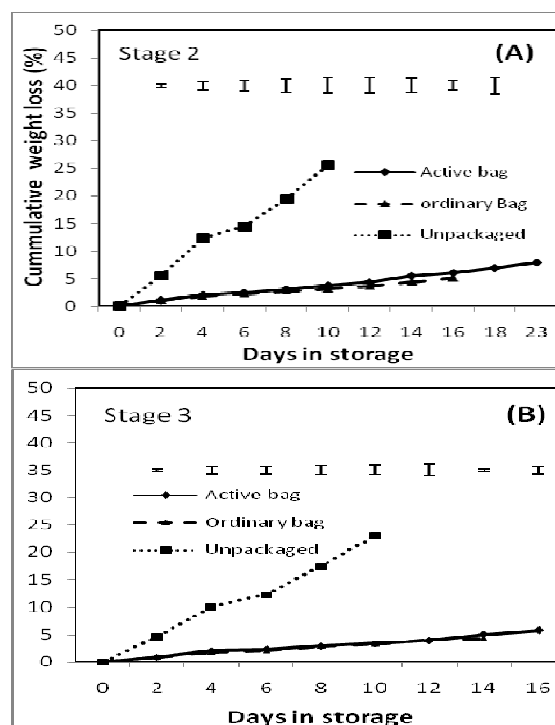 50
45
40
35
30
25
20
15
10
5
0
Cummulative weight loss (%)
Stage 2
(A)
Active bag
ordinary Bag
Unpackaged
0 2 4 6 8 10 12 14 16 18 23
Days in storage
50
45
40
35
30
25
20
15
10
5
0
Stage 3
(B)
Active bag
Ordinary bag
Unpackaged
0 2 4 6 8 10 12 14 16
Days in storage